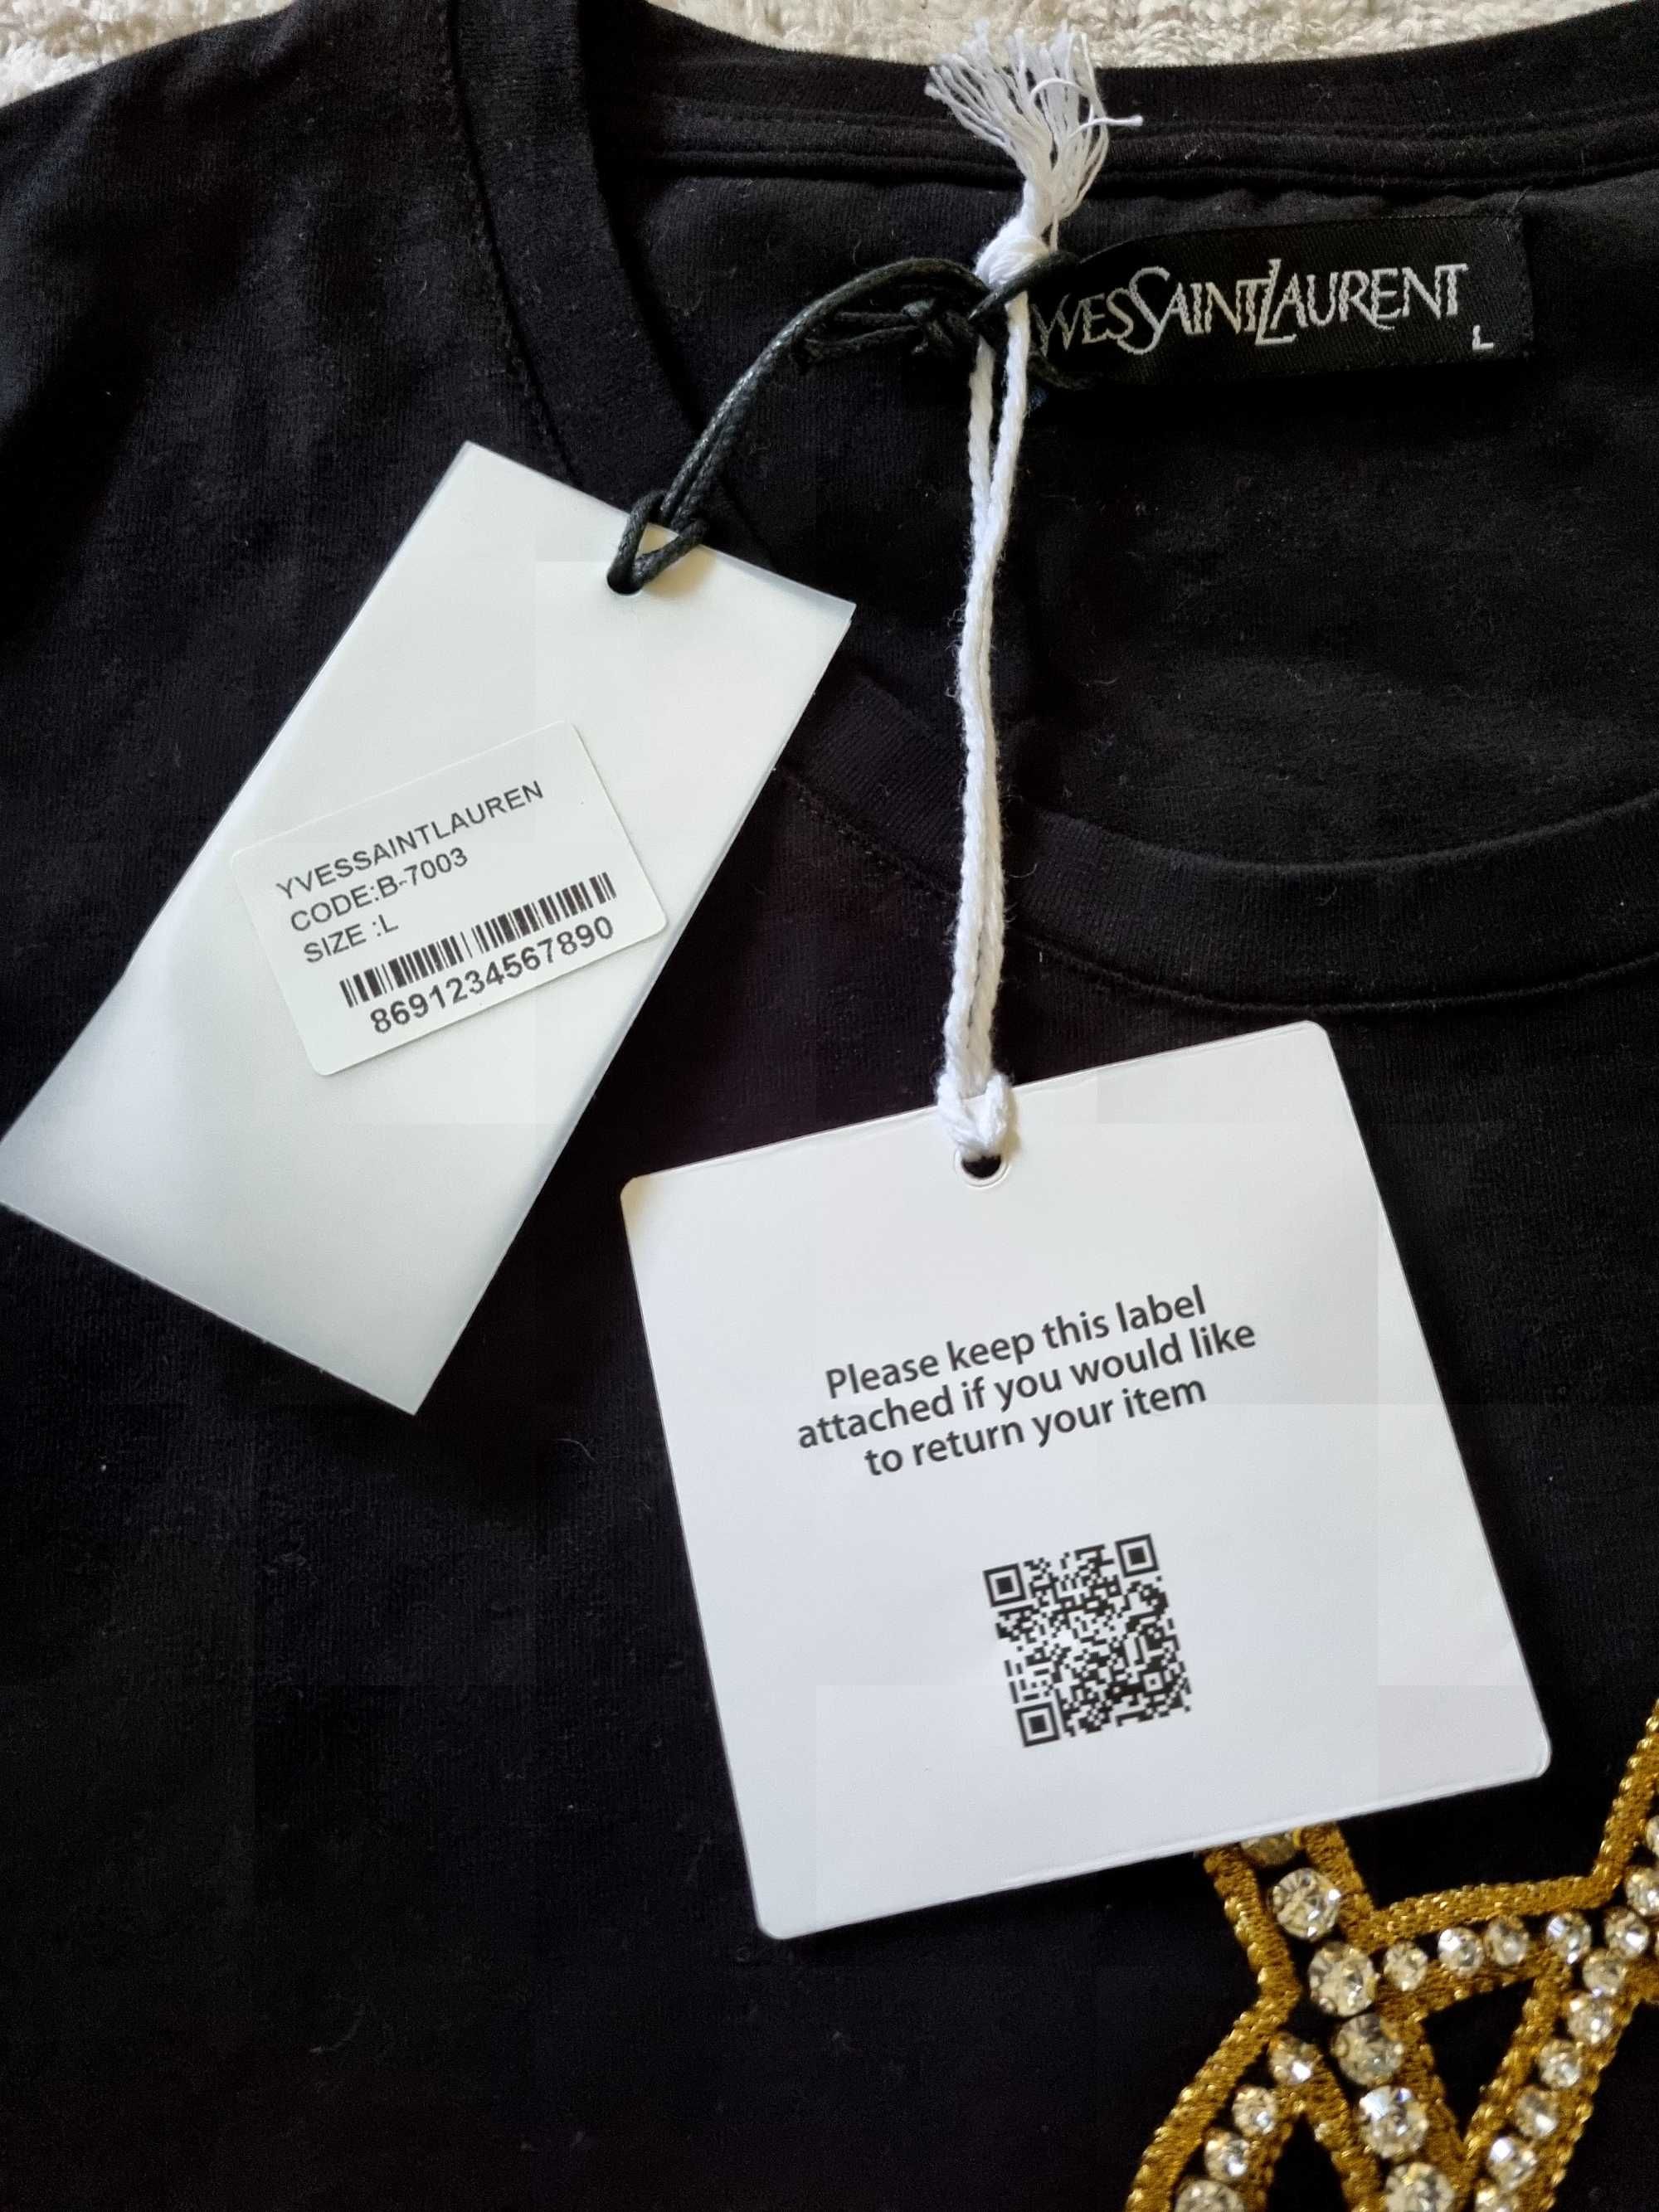 YVESSAINTLAURENT
L
YVESSAINTLAUREN
CODE:B-7003
SIZE :L
8691234567890
Please keep this label
attached if you would like
to return your item